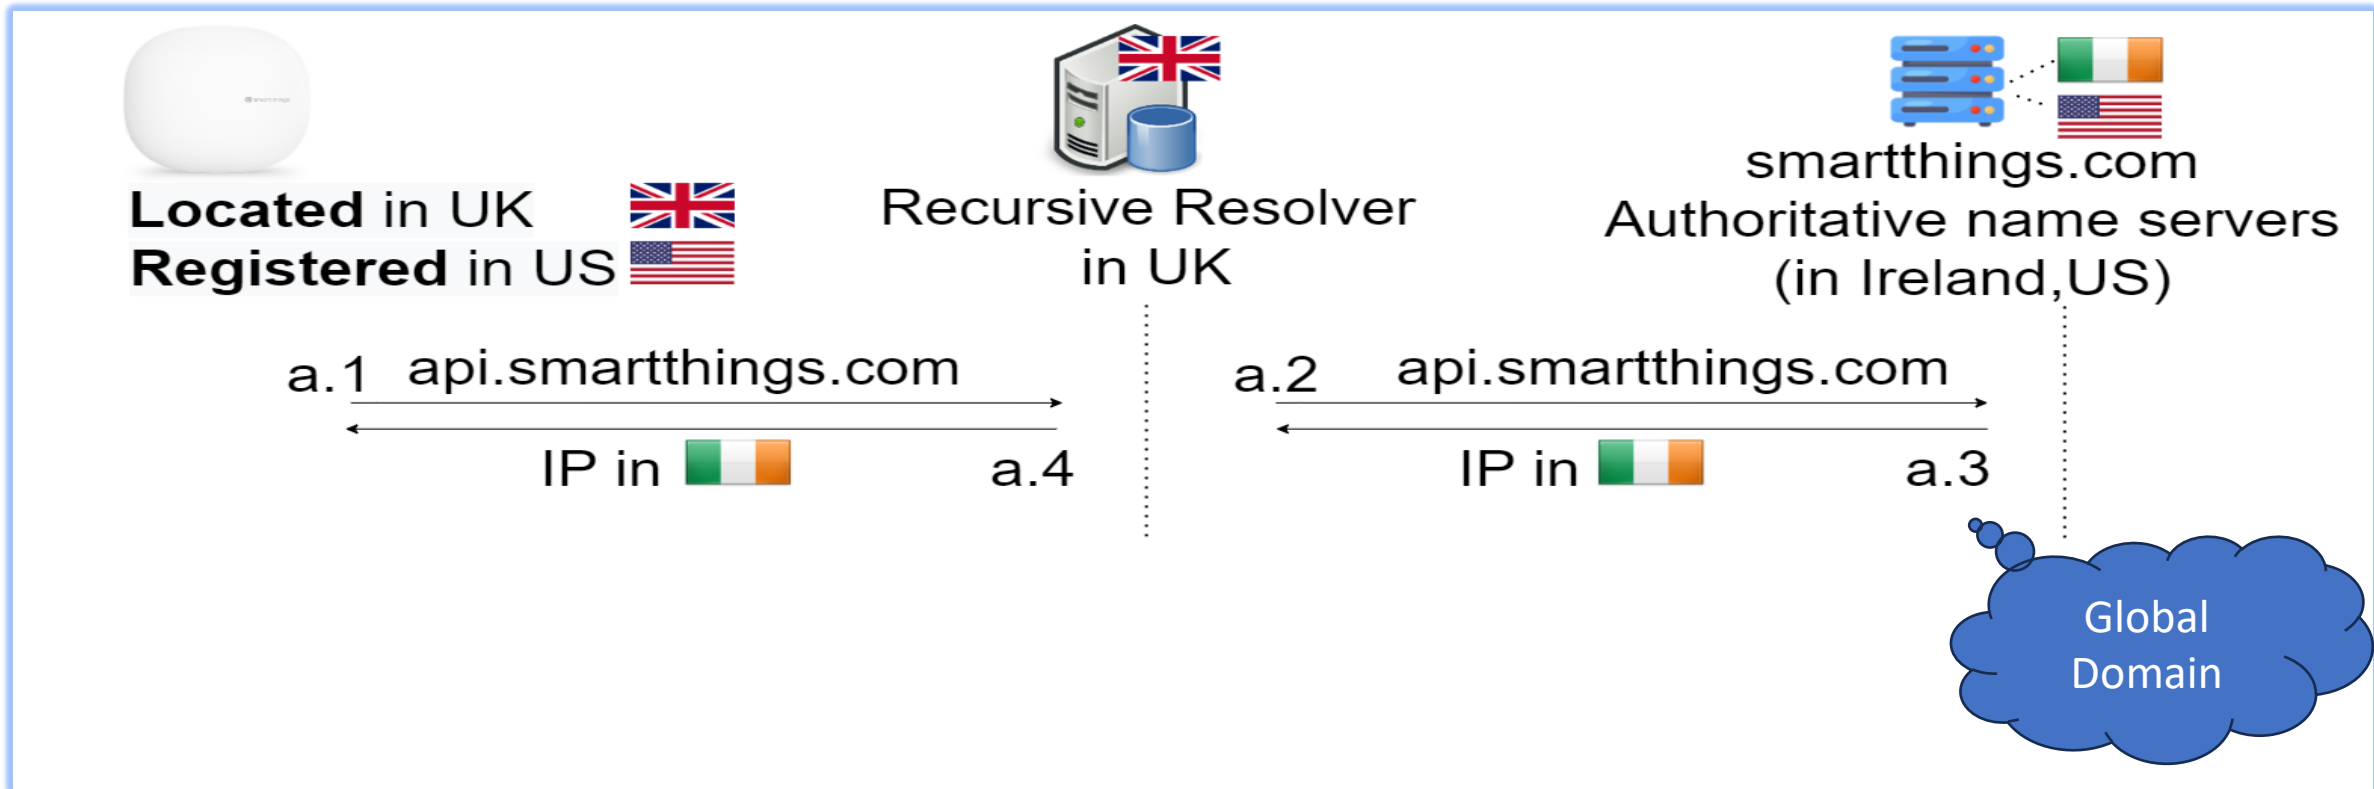 Located in UK
Registered in US
Recursive Resolver
in UK
smartthings.com
Authoritative name servers
(in Ireland,US)
a.1 api.smartthings.com
a.2 api.smartthings.com
IP in a.4
IP in a.3
Global
Domain